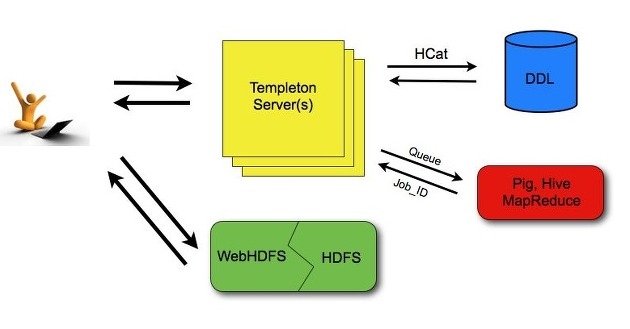 Templeton
Server(s)
HCat
DDL
Queue
Job_ID
Pig, Hive
MapReduce
WebHDFS
HDFS